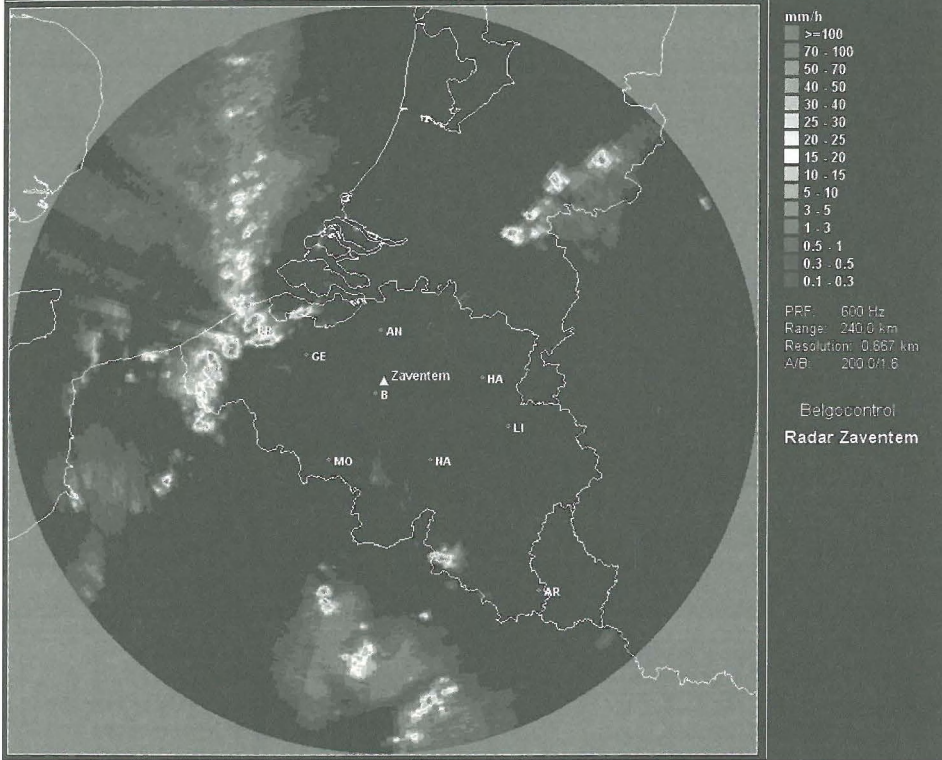 mm/h
>=100
70 - 100
50 - 70
40 - 50
30 - 40
25 - 30
20 - 25
15 - 20
10 - 15
5 - 10
3 - 5
1 - 3
0.5 - 1
0.3 - 0.5
0.1 - 0.3
PRF: 600 Hz
Range: 240.0 km
Resolution: 0.667 km
A/B: 200.0/1.6
Belgocontrol
Radar Zaventem
BR
AN
GE
Zaventem
HA
B
LI
MO
NA
AR